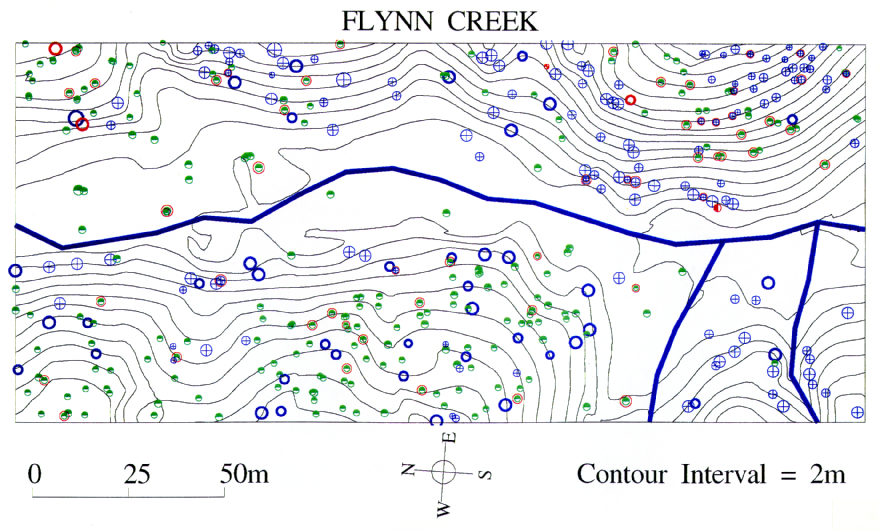 FLYNN CREEK
E
N S
W
0 25 50m
Contour Interval = 2m